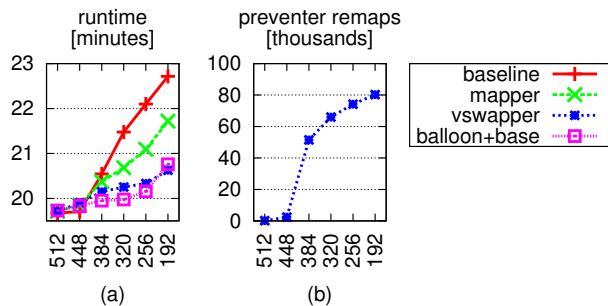 runtime
[minutes]
23
22
21
20
512
448
384
320
256
192
(a)
preventer remaps
[thousands]
100
80
60
40
20
0
512
448
384
320
256
192
(b)
baseline
mapper
vswapper
balloon+base